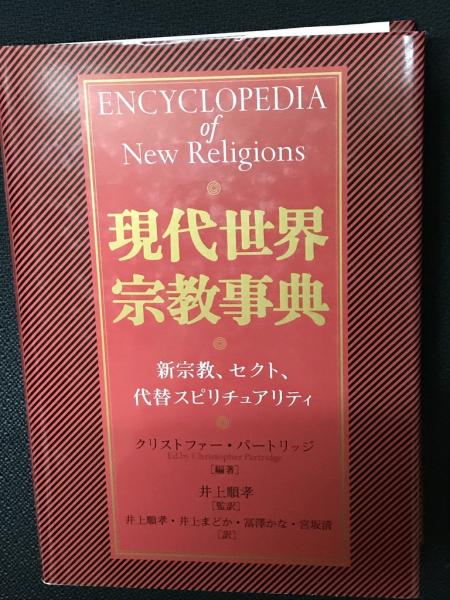 ENCYCLOPEDIA
of
New Religions
現代世界
宗教事典
新宗教、セクト、
代替スピリチュアリティ
クリストファー・パートリッジ
Ed.by Christopher Partridge
[編著]
井上順孝
[監訳]
井上順孝・井上まどか・冨澤かな・宮坂清
[訳]